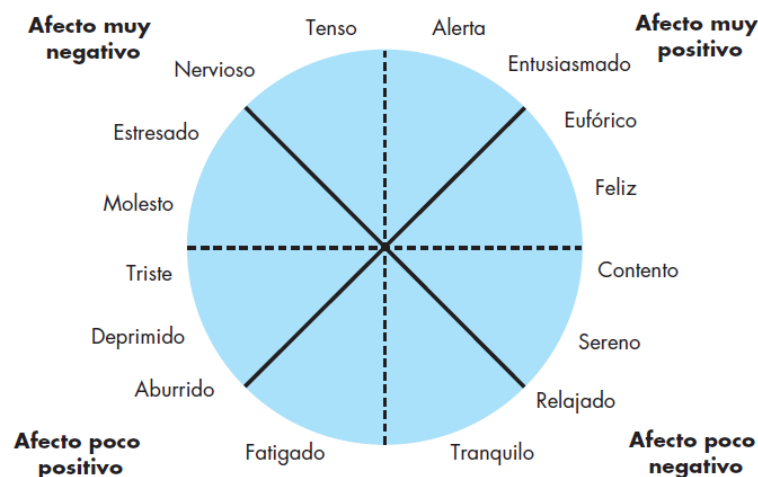 Tenso
Alerta
Afecto muy
negativo
Afecto muy
positivo
Nervioso
Entusiasmado
Estresado
Eufórico
Molesto
Feliz
Triste
Contento
Deprimido
Sereno
Aburrido
Relajado
Afecto poco
positivo
Fatigado
Tranquilo
Afecto poco
negativo